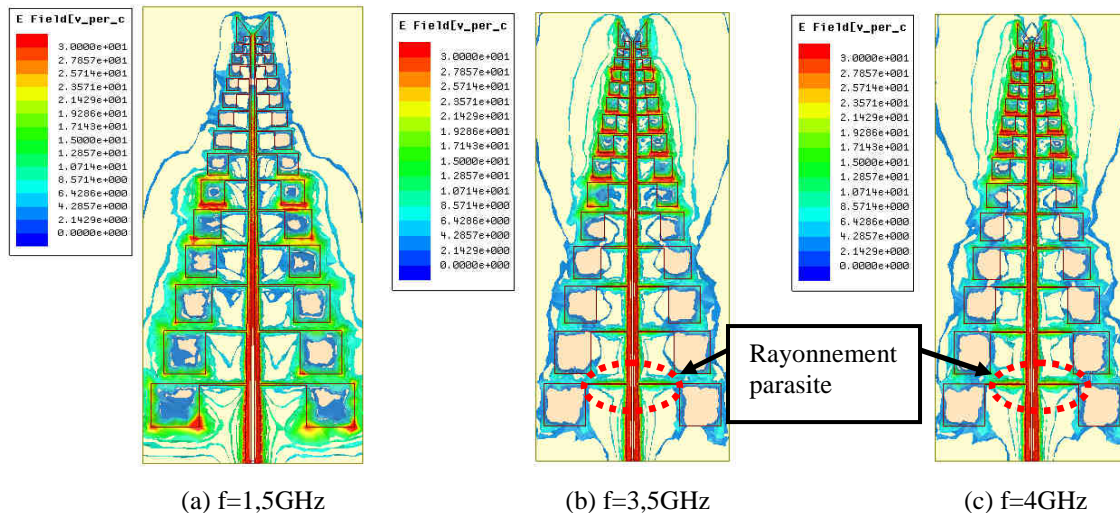 E Field[v_per_c
3.0000e+001
2.7857e+001
2.5714e+001
2.3571e+001
2.1429e+001
1.9286e+001
1.7143e+001
1.5000e+001
1.2857e+001
1.0714e+001
8.5714e+000
6.4286e+000
4.2857e+000
2.1429e+000
0.0000e+000
E Field[v_per_c
3.0000e+001
2.7857e+001
2.5714e+001
2.3571e+001
2.1429e+001
1.9286e+001
1.7143e+001
1.5000e+001
1.2857e+001
1.0714e+001
8.5714e+000
6.4286e+000
4.2857e+000
2.1429e+000
0.0000e+000
E Field[v_per_c
3.0000e+001
2.7857e+001
2.5714e+001
2.3571e+001
2.1429e+001
1.9286e+001
1.7143e+001
1.5000e+001
1.2857e+001
1.0714e+001
8.5714e+000
6.4286e+000
4.2857e+000
2.1429e+000
0.0000e+000
Rayonnement
parasite
(a) f=1,5GHz
(b) f=3,5GHz
(c) f=4GHz